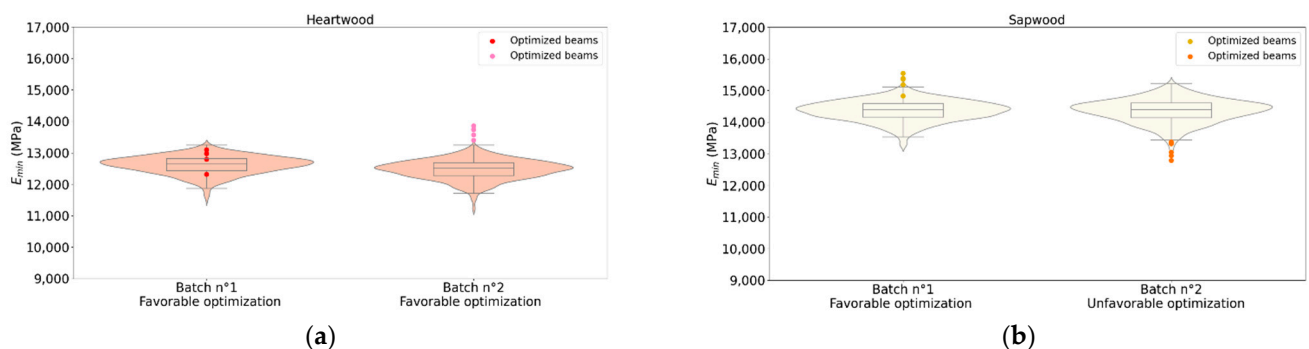 Heartwood
17,000
16,000
15,000
14,000
13,000
12,000
11,000
10,000
9,000
E_min (MPa)
Optimized beams
Optimized beams
Batch n°1
Favorable optimization
Batch n°2
Favorable optimization
(a)
Sapwood
17,000
16,000
15,000
14,000
13,000
12,000
11,000
10,000
9,000
E_min (MPa)
Optimized beams
Optimized beams
Batch n°1
Favorable optimization
Batch n°2
Unfavorable optimization
(b)